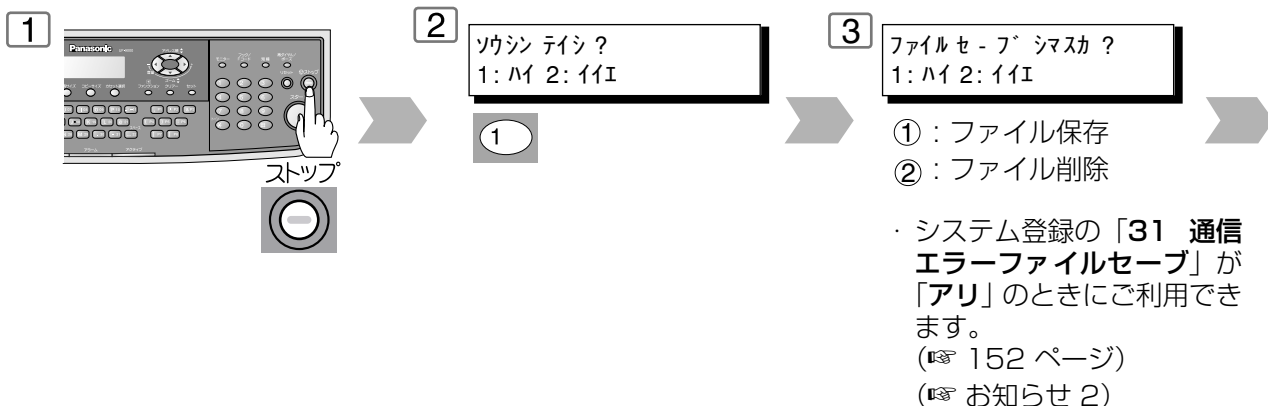 1
Panasonic
ストップ
2
ソウシン テイシ ?
1: ハイ 2: イイエ
1
3
ファイル セ - ブ シマスカ ?
1: ハイ 2: イイエ
① : ファイル保存
② : ファイル削除
· システム登録の「31 通信
エラーファイルセーブ」が
「アリ」のときにご利用でき
ます。
(☞ 152 ページ)
(☞ お知らせ 2)